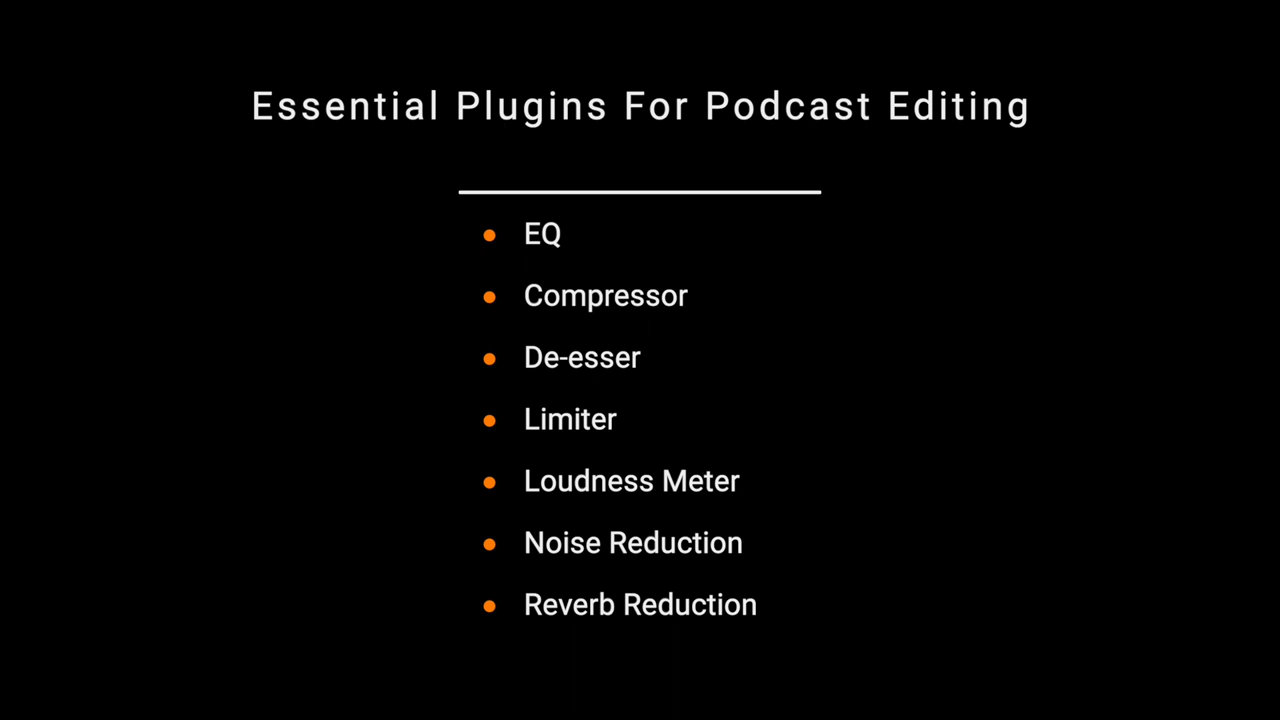 Essential Plugins For Podcast Editing
EQ
Compressor
De-esser
Limiter
Loudness Meter
Noise Reduction
Reverb Reduction